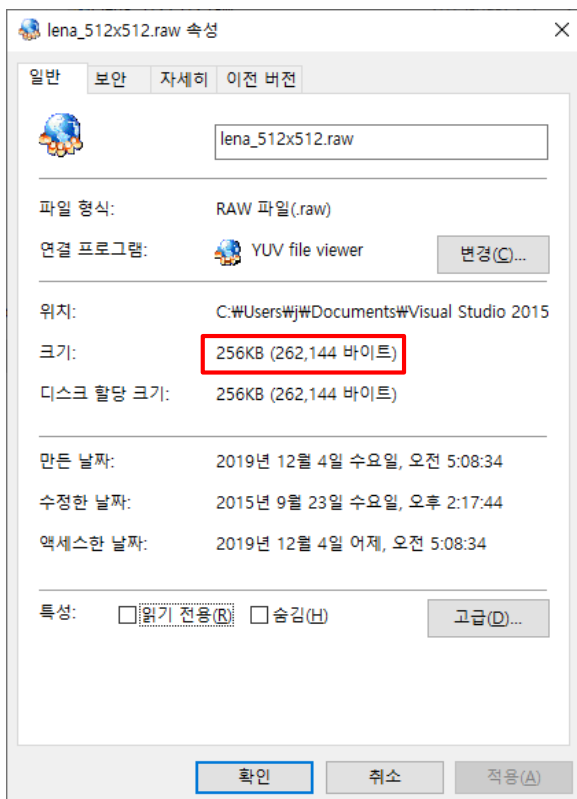 lena_512x512.raw 속성
일반 보안 자세히 이전 버전
lena_512x512.raw
파일 형식: RAW 파일(.raw)
연결 프로그램: YUV file viewer 변경(C)...
위치: C:₩Users₩j₩Documents₩Visual Studio 2015
크기: 256KB (262,144 바이트)
디스크 할당 크기: 256KB (262,144 바이트)
만든 날짜: 2019년 12월 4일 수요일, 오전 5:08:34
수정한 날짜: 2015년 9월 23일 수요일, 오후 2:17:44
액세스한 날짜: 2019년 12월 4일 어제, 오전 5:08:34
특성: 읽기 전용(R) 숨김(H) 고급(D)...
확인 취소 적용(A)